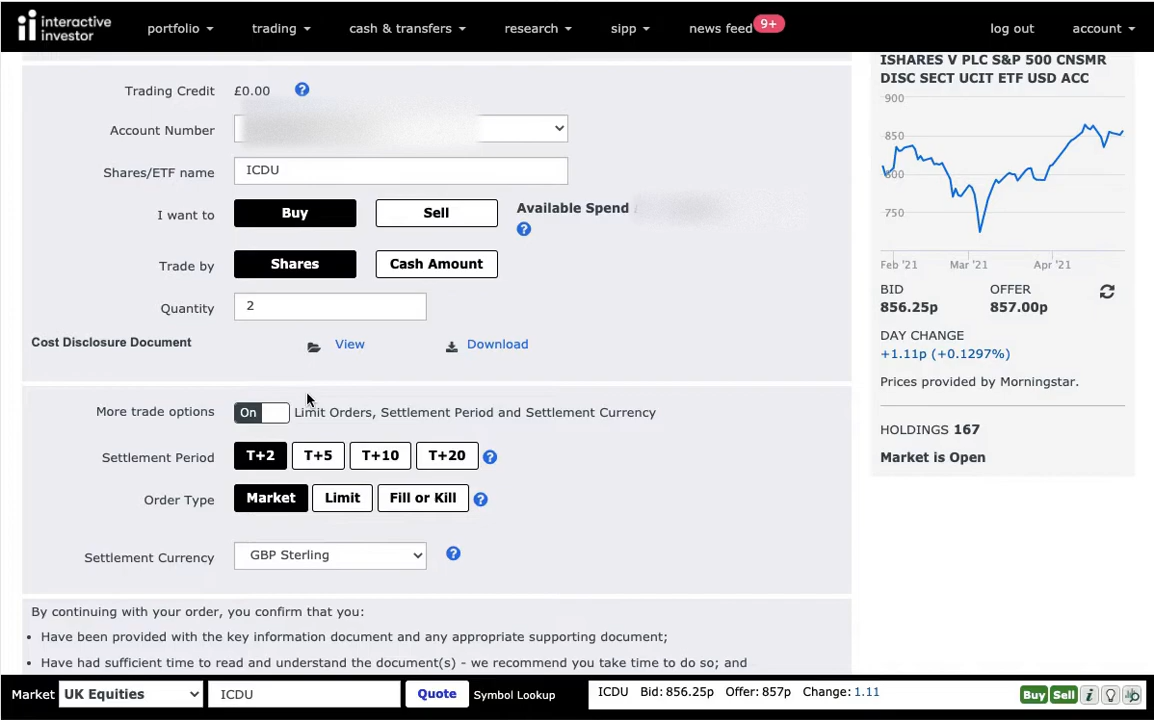 interactive investor
portfolio
trading
cash & transfers
research
sipp
news feed
9+
log out
account
Trading Credit £0.00 ?
Account Number
Shares/ETF name ICDU
I want to Buy Sell Available Spend
?
Trade by Shares Cash Amount
Quantity 2
Cost Disclosure Document View Download
More trade options On Limit Orders, Settlement Period and Settlement Currency
Settlement Period T+2 T+5 T+10 T+20 ?
Order Type Market Limit Fill or Kill ?
Settlement Currency GBP Sterling ?
By continuing with your order, you confirm that you:
• Have been provided with the key information document and any appropriate supporting document;
• Have had sufficient time to read and understand the document(s) - we recommend you take time to do so; and
ISHARES V PLC S&P 500 CNSMR
DISC SECT UCIT ETF USD ACC
900
850
800
750
Feb '21 Mar '21 Apr '21
BID OFFER
856.25p 857.00p
DAY CHANGE
+1.11p (+0.1297%)
Prices provided by Morningstar.
HOLDINGS 167
Market is Open
Market UK Equities ICDU Quote Symbol Lookup ICDU Bid: 856.25p Offer: 857p Change: 1.11 Buy Sell i